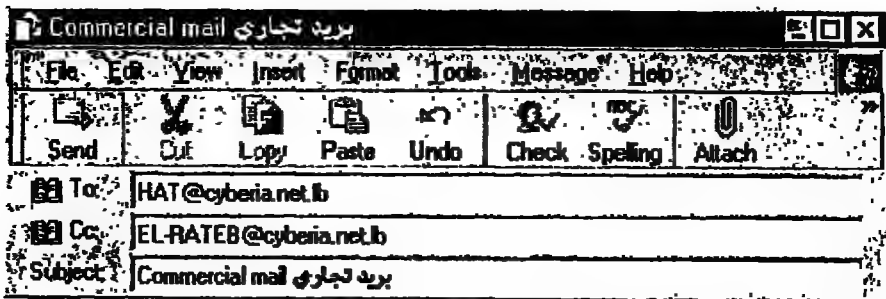 Commercial mail بريد تجاري
File Edit View Insert Format Tools Message Help
Send Cut Copy Paste Undo Check Spelling Attach
To: HAT@cyberia.net.lb
Cc: EL-RATEB@cyberia.net.lb
Subject: Commercial mail بريد تجاري